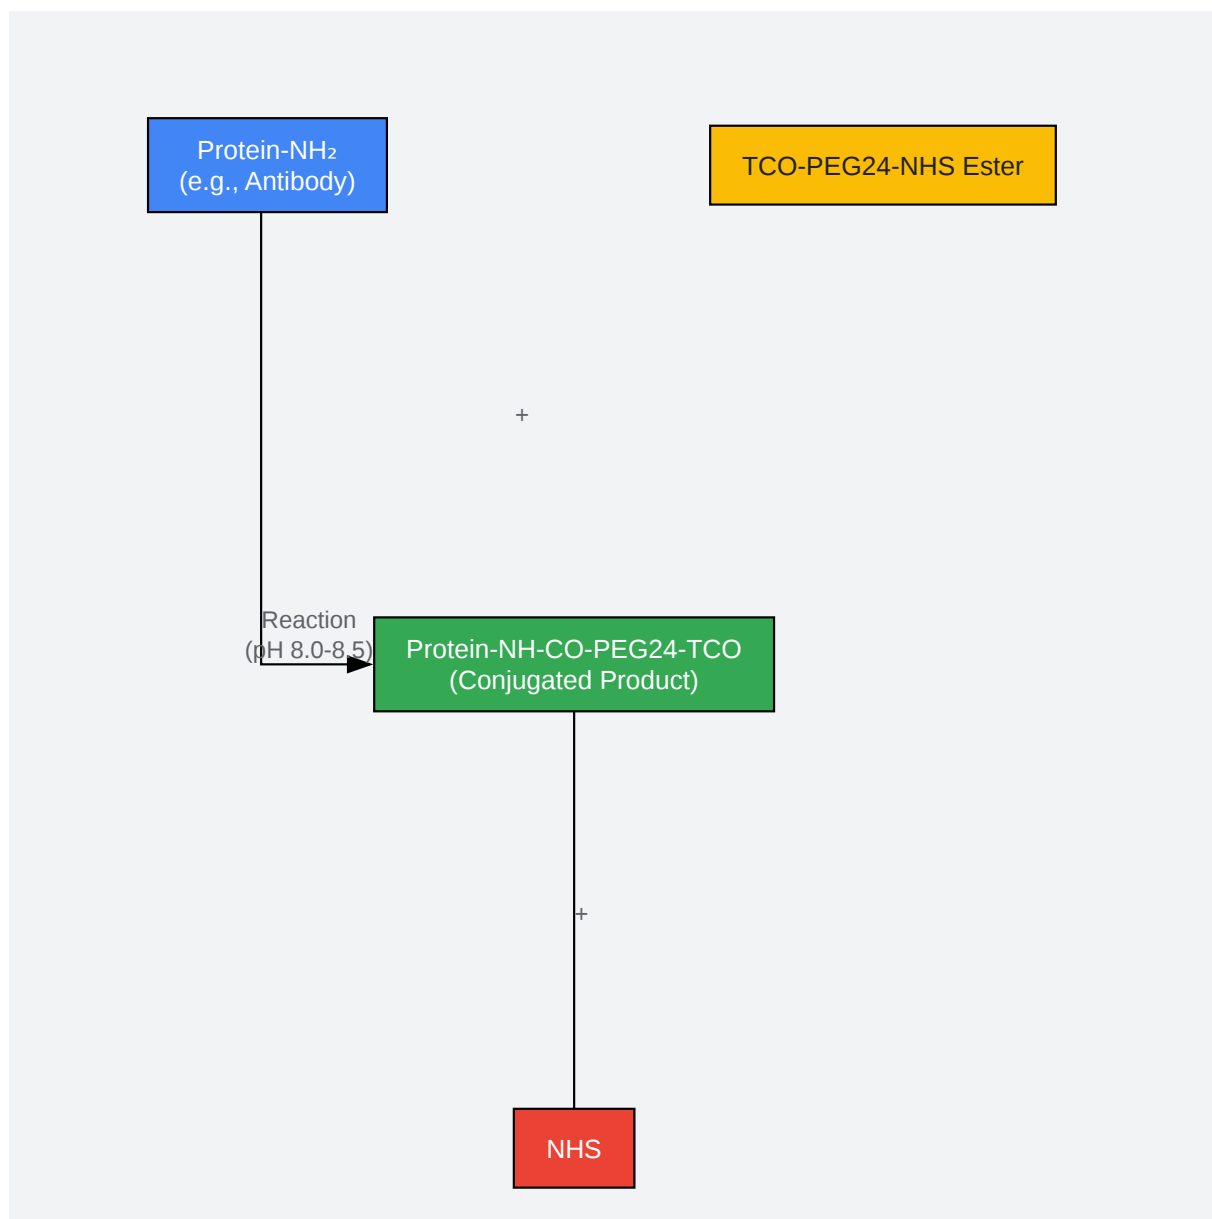 Protein-NH₂
(e.g., Antibody)
TCO-PEG24-NHS Ester
+
Reaction
(pH 8.0-8.5)
Protein-NH-CO-PEG24-TCO
(Conjugated Product)
+
NHS